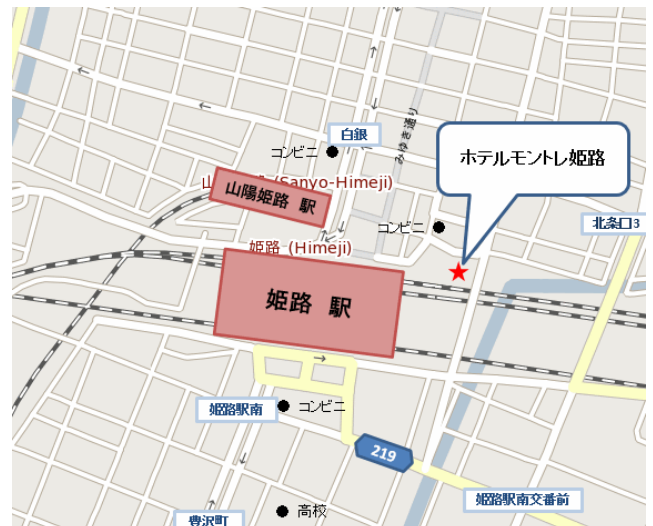 白銀
コンビニ
みゆき通り
ホテルモントレ姫路
山 (Sanyo-Himeji)
山陽姫路 駅
コンビニ
北条口3
姫路 (Himeji)
姫路 駅
姫路駅南
コンビニ
219
姫路駅南交番前
高校
豊沢町